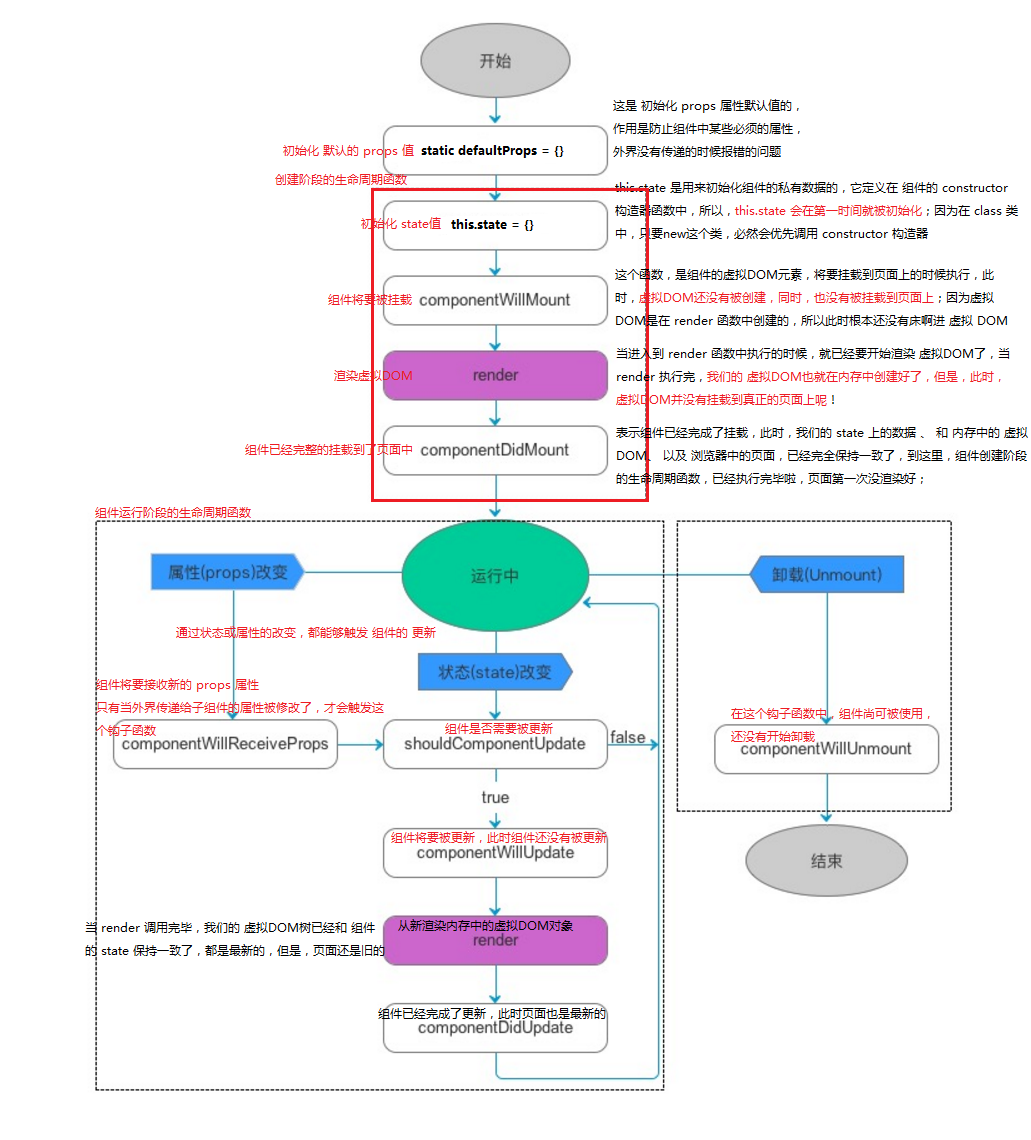 开始
这是 初始化 props 属性默认值的，
作用是防止组件中某些必须的属性，
外界没有传递的时候报错的问题
初始化 默认的 props 值
static defaultProps = {}
创建阶段的生命周期函数
this.state 是用来初始化组件的私有数据的，它定义在 组件的 constructor
构造器函数中，所以，this.state 会在第一时间就被初始化；因为在 class 类
中，只要new这个类，必然会优先调用 constructor 构造器
初始化 state值
this.state = {}
这个函数，是组件的虚拟DOM元素，将要挂载到页面上的时候执行，此
时，虚拟DOM还没有被创建，同时，也没有被挂载到页面上；因为虚拟
DOM是在 render 函数中创建的，所以此时根本还没有床啊进 虚拟 DOM
组件将要被挂载
componentWillMount
当进入到 render 函数中执行的时候，就已经要开始渲染 虚拟DOM了，当
render 执行完，我们的 虚拟DOM也就在内存中创建好了，但是，此时，
虚拟DOM并没有挂载到真正的页面上呢！
渲染虚拟DOM
render
表示组件已经完成了挂载，此时，我们的 state 上的数据 、 和 内存中的 虚拟
DOM、 以及 浏览器中的页面，已经完全保持一致了，到这里，组件创建阶段
的生命周期函数，已经执行完毕啦，页面第一次没渲染好；
组件已经完整的挂载到了页面中
componentDidMount
组件运行阶段的生命周期函数
属性(props)改变
运行中
卸载(Unmount)
通过状态或属性的改变，都能够触发 组件的 更新
状态(state)改变
组件将要接收新的 props 属性
只有当外界传递给子组件的属性被修改了，才会触发这
个钩子函数
componentWillReceiveProps
组件是否需要被更新
shouldComponentUpdate
false
在这个钩子函数中，组件尚可被使用，
还没有开始卸载
componentWillUnmount
true
组件将要被更新，此时组件还没有被更新
componentWillUpdate
结束
当 render 调用完毕，我们的 虚拟DOM树已经和 组件
的 state 保持一致了，都是最新的，但是，页面还是旧的
从新渲染内存中的虚拟DOM对象
render
组件已经完成了更新，此时页面也是最新的
componentDidUpdate